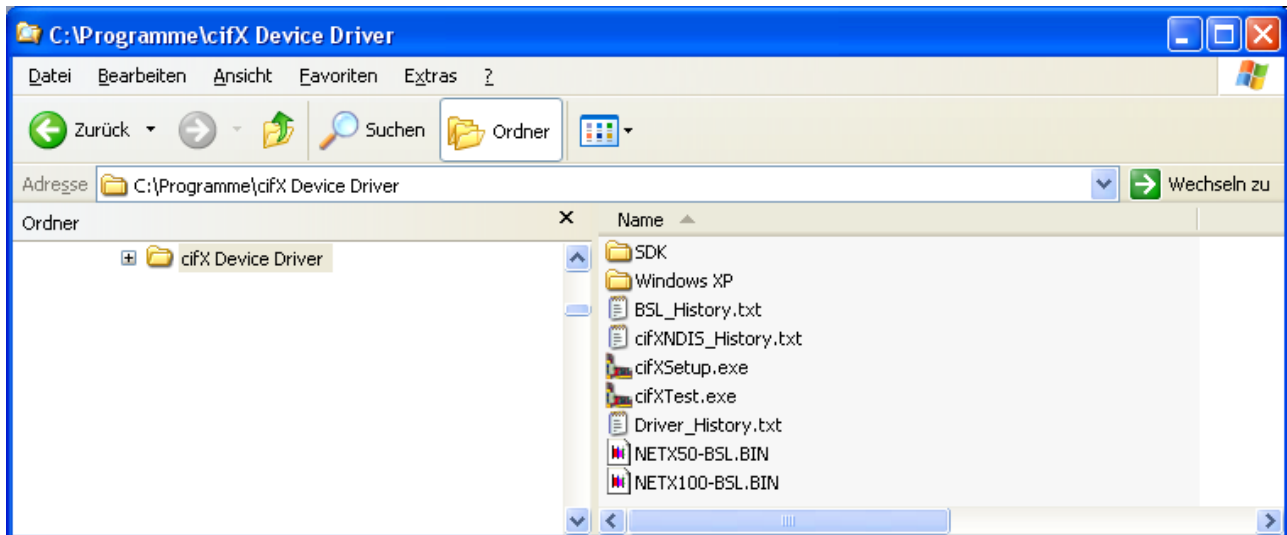 C:\Programme\cifX Device Driver
Datei Bearbeiten Ansicht Favoriten Extras ?
Zurück Suchen Ordner
Adresse C:\Programme\cifX Device Driver Wechseln zu
Ordner x Name
cifX Device Driver
SDK
Windows XP
BSL_History.txt
cifXNDIS_History.txt
cifXSetup.exe
cifXTest.exe
Driver_History.txt
NETX50-BSL.BIN
NETX100-BSL.BIN